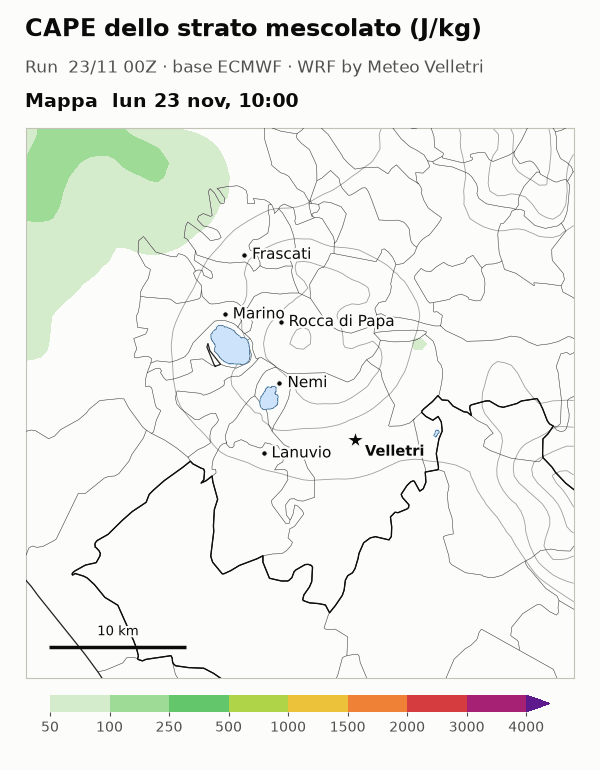 CAPE dello strato mescolato (J/kg)
Run  23/11 00Z · base ECMWF · WRF by Meteo Velletri
Mappa  lun 23 nov, 10:00
Frascati
Marino
Rocca di Papa
Nemi
Velletri
Lanuvio
10 km
50 100 250 500 1000 1500 2000 3000 4000